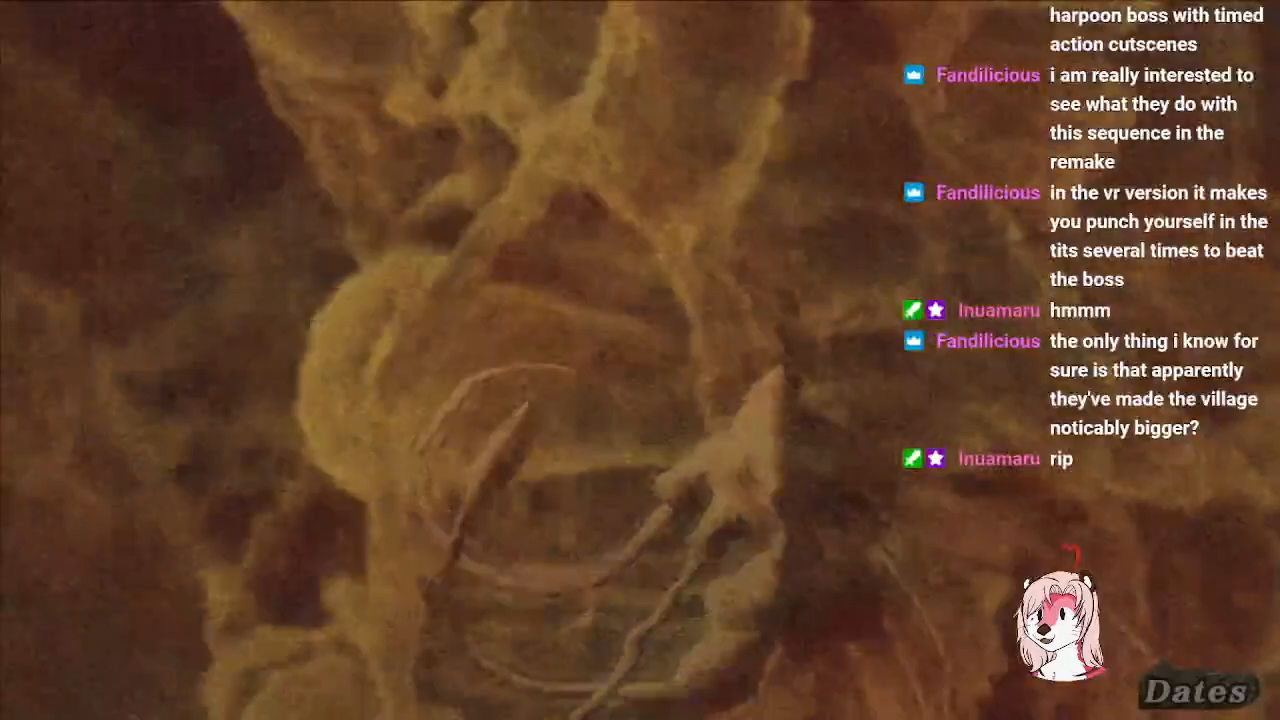 harpoon boss with timed
action cutscenes
Fandilicious i am really interested to
see what they do with
this sequence in the
remake
Fandilicious in the vr version it makes
you punch yourself in the
tits several times to beat
the boss
Inuamaru hmmm
Fandilicious the only thing i know for
sure is that apparently
they've made the village
noticably bigger?
Inuamaru rip
Dates